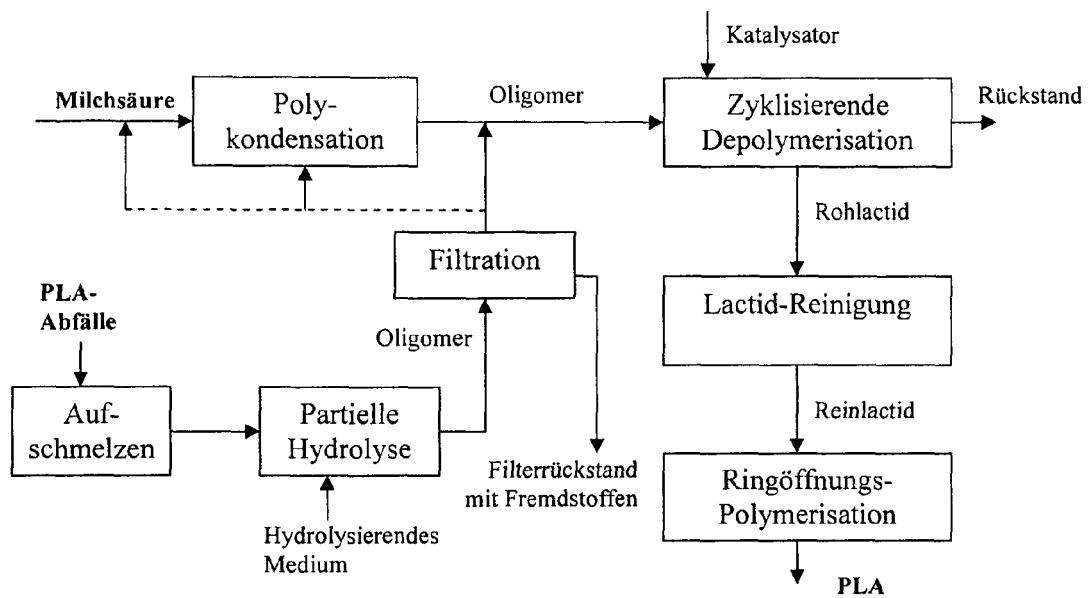 Katalysator
Milchsäure
Poly-
kondensation
Oligomer
Zyklisierende
Depolymerisation
Rückstand
Rohlactid
Filtration
Lactid-Reinigung
PLA-
Abfälle
Oligomer
Auf-
schmelzen
Partielle
Hydrolyse
Reinlactid
Filterrückstand
mit Fremdstoffen
Ringöffnungs-
Polymerisation
Hydrolysierendes
Medium
PLA